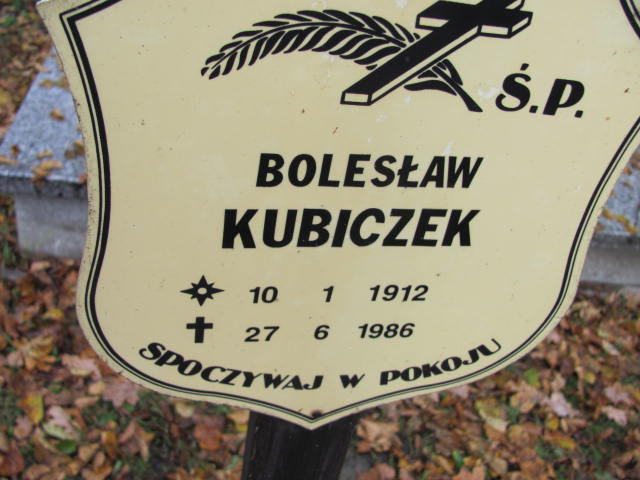 Ś.P.
BOLESŁAW
KUBICZEK
10 1 1912
27 6 1986
SPOCZYWAJ W POKOJU